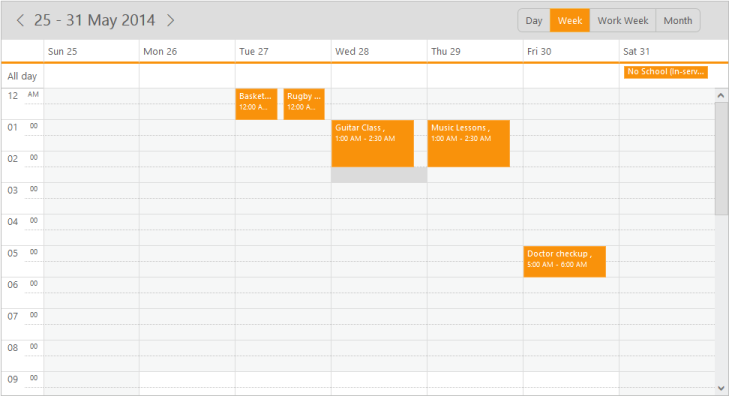 25 - 31 May 2014
Day Week Work Week Month
Sun 25 Mon 26 Tue 27 Wed 28 Thu 29 Fri 30 Sat 31
All day No School (in-serv...
12 AM
Basket...
12:00 A...
Rugby ...
12:00 A...
01 00
Guitar Class ,
1:00 AM - 2:30 AM
Music Lessons ,
1:00 AM - 2:30 AM
02 00
03 00
04 00
05 00
Doctor checkup ,
5:00 AM - 6:00 AM
06 00
07 00
08 00
09 00